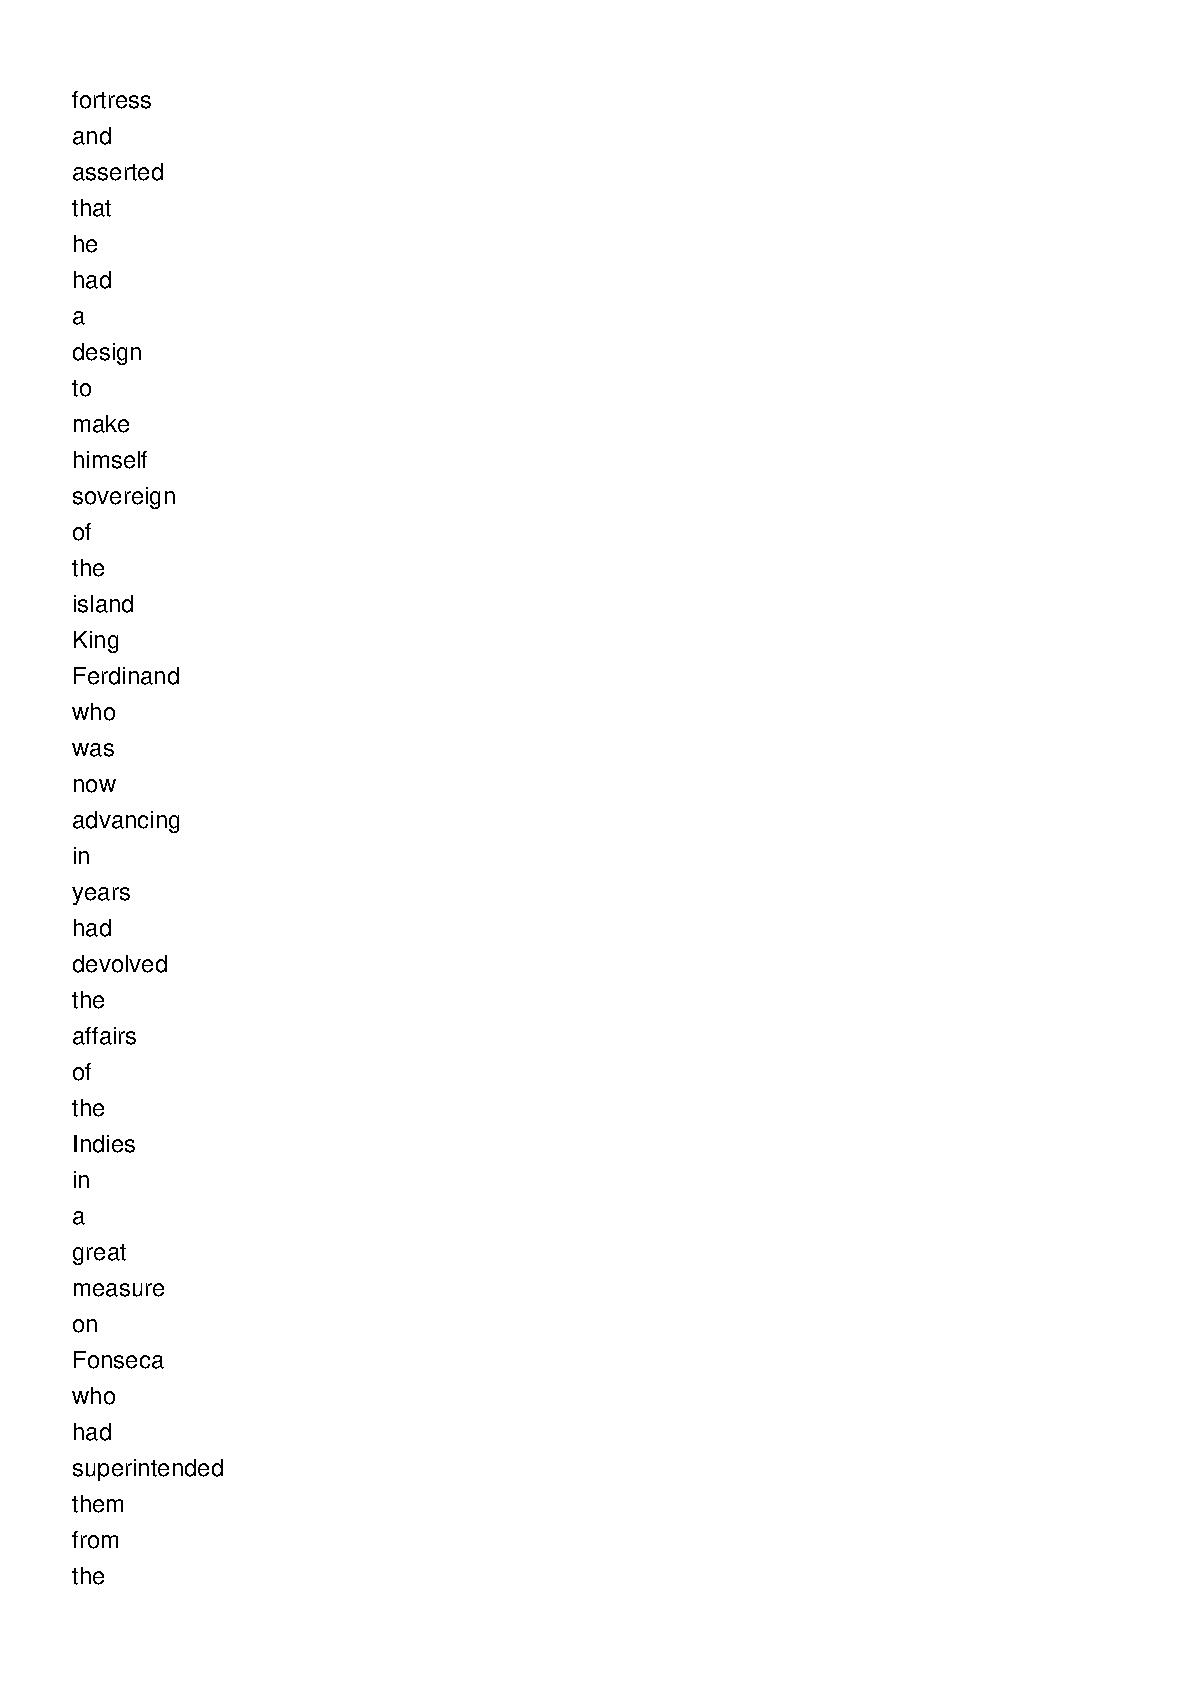 fortress
and
asserted
that
he
had
a
design
to
make
himself
sovereign
of
the
island
King
Ferdinand
who
was
now
advancing
in
years
had
devolved
the
affairs
of
the
Indies
in
a
great
measure
on
Fonseca
who
had
superintended
them
from
the